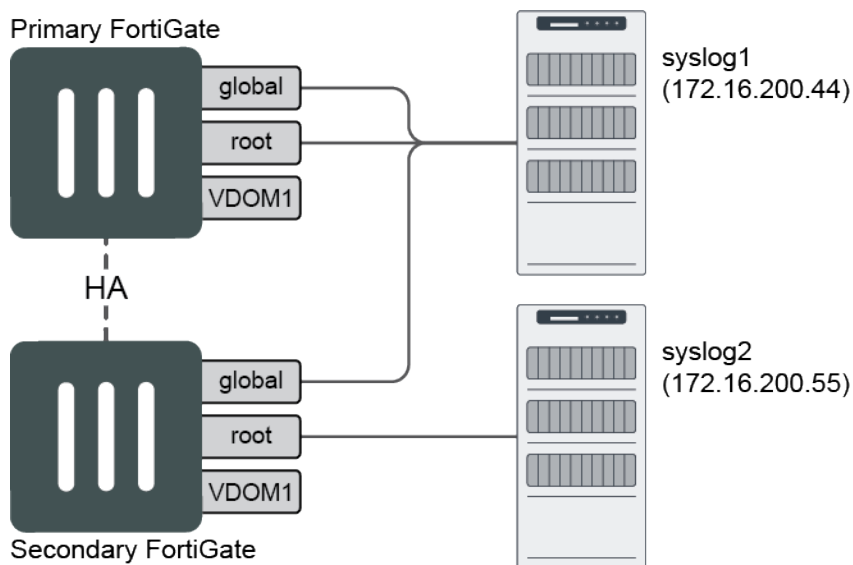 Primary FortiGate
global
root
VDOM1
syslog1
(172.16.200.44)
HA
global
root
VDOM1
Secondary FortiGate
syslog2
(172.16.200.55)